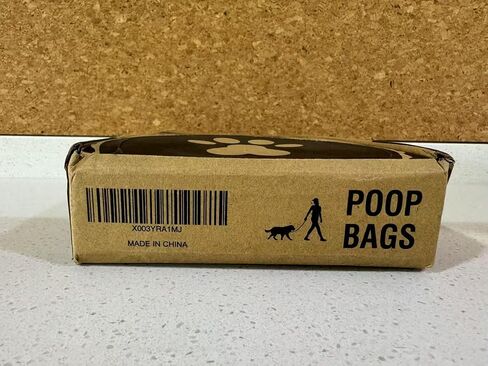 X003YRA1MJ
MADE IN CHINA
POOP
BAGS